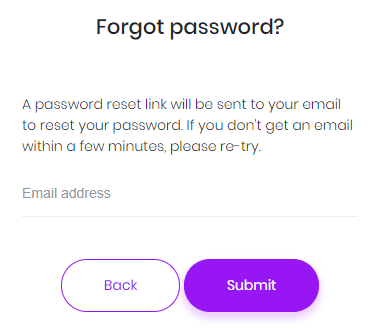 Forgot password?
A password reset link will be sent to your email
to reset your password. If you don't get an email
within a few minutes, please re-try.
Email address
Back Submit